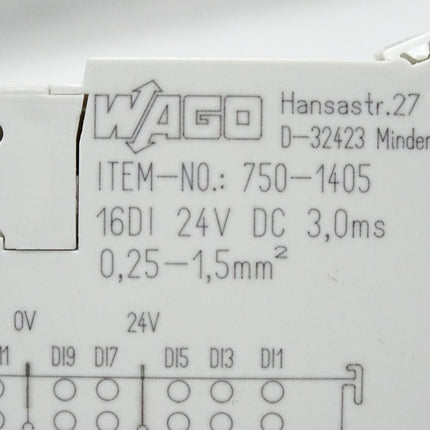 WAGO Hansastr.27
D-32423 Minden
ITEM-NO.: 750-1405
16DI 24V DC 3,0ms
0,25-1,5mm²
0V 24V
DI9 DI7 DI5 DI3 DI1